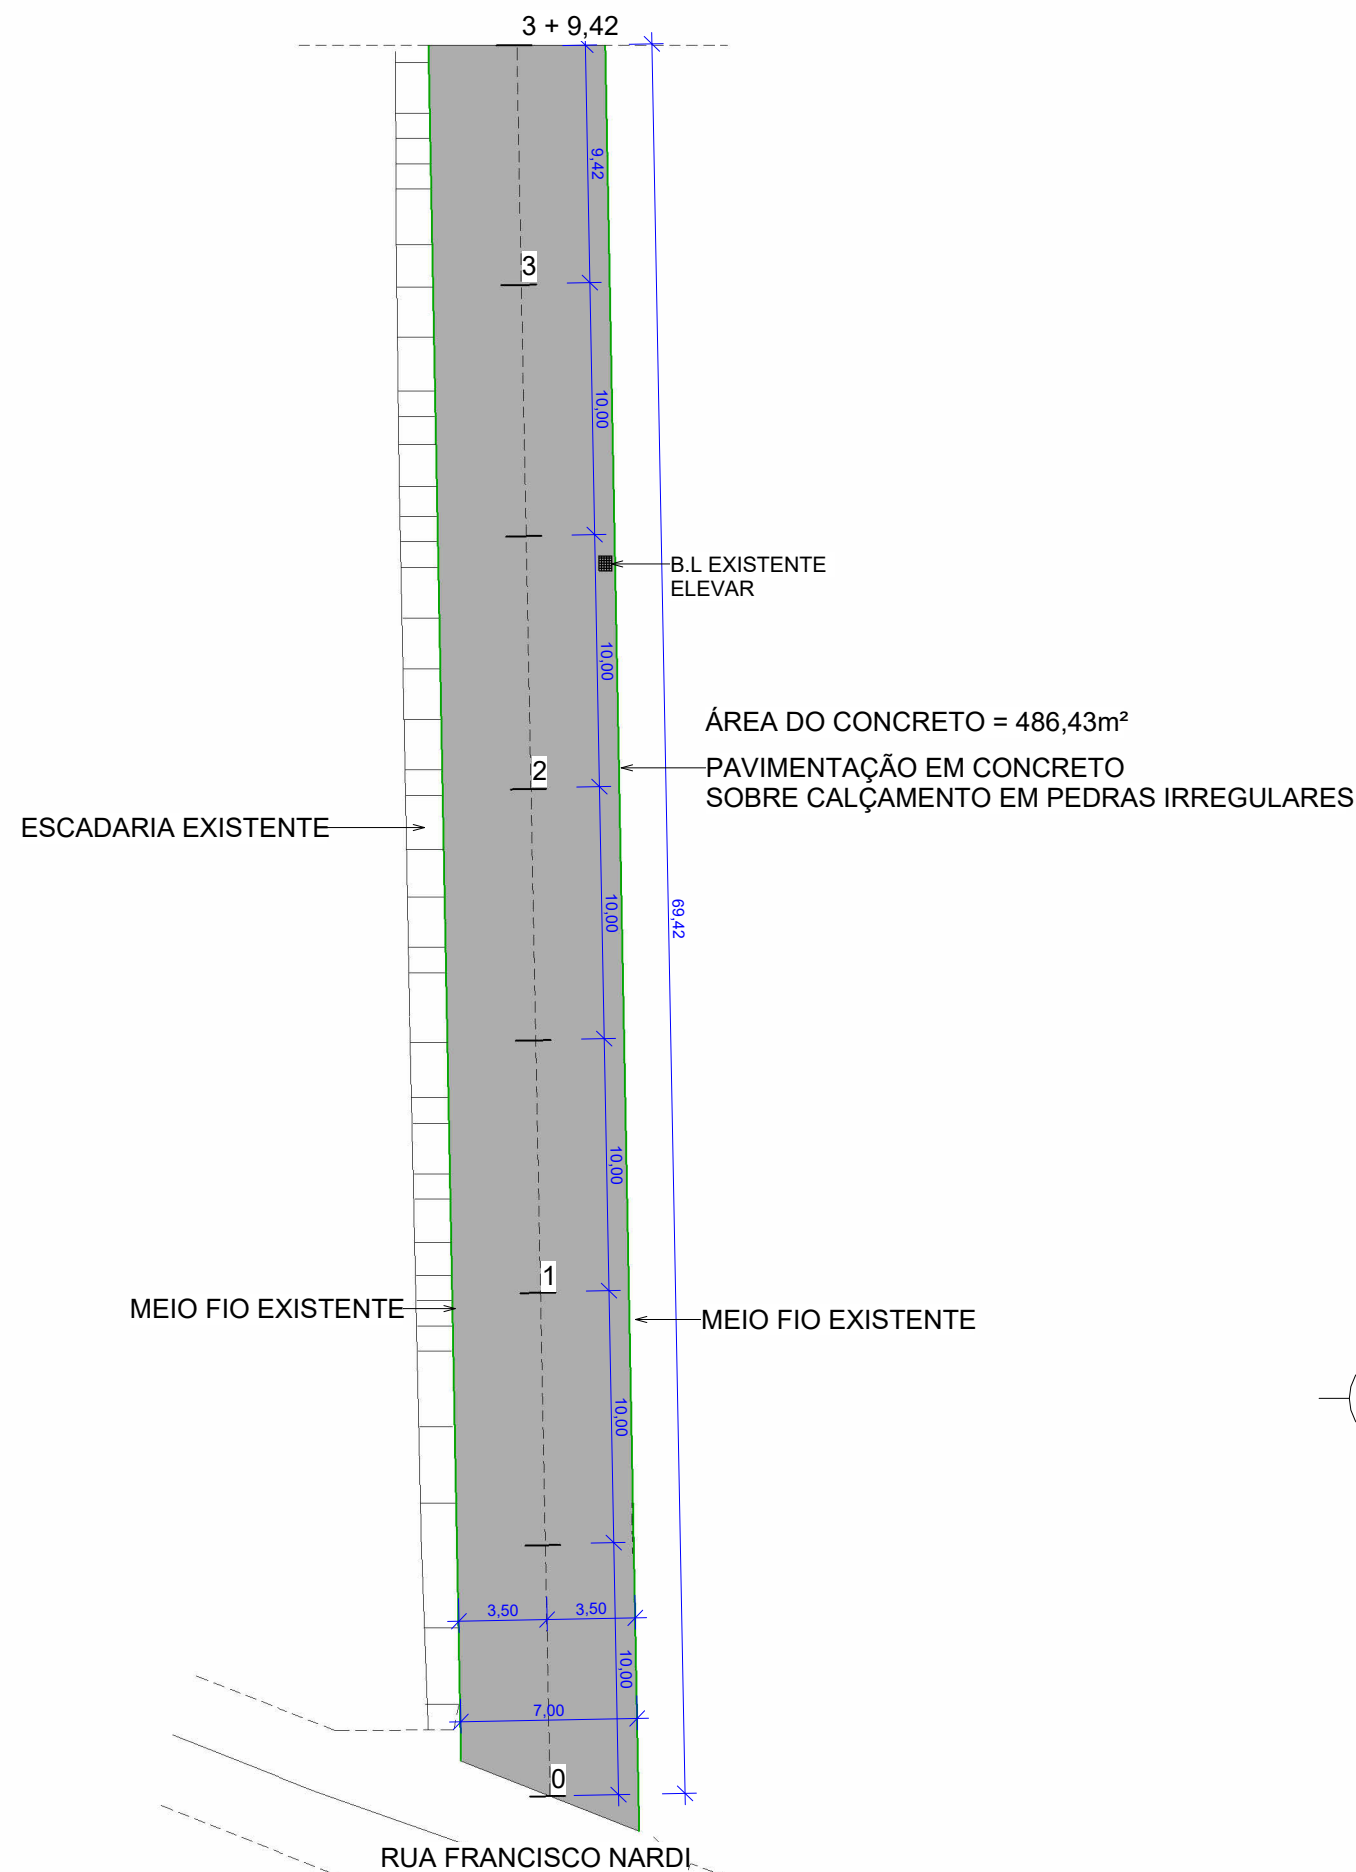 3 + 9,42
9,42
3
10,00
B.L EXISTENTE
ELEVAR
10,00
ÁREA DO CONCRETO = 486,43m²
PAVIMENTAÇÃO EM CONCRETO
SOBRE CALÇAMENTO EM PEDRAS IRREGULARES
2
ESCADARIA EXISTENTE
10,00
69,42
10,00
1
MEIO FIO EXISTENTE
MEIO FIO EXISTENTE
10,00
3,50
3,50
10,00
7,00
0
RUA FRANCISCO NARDI